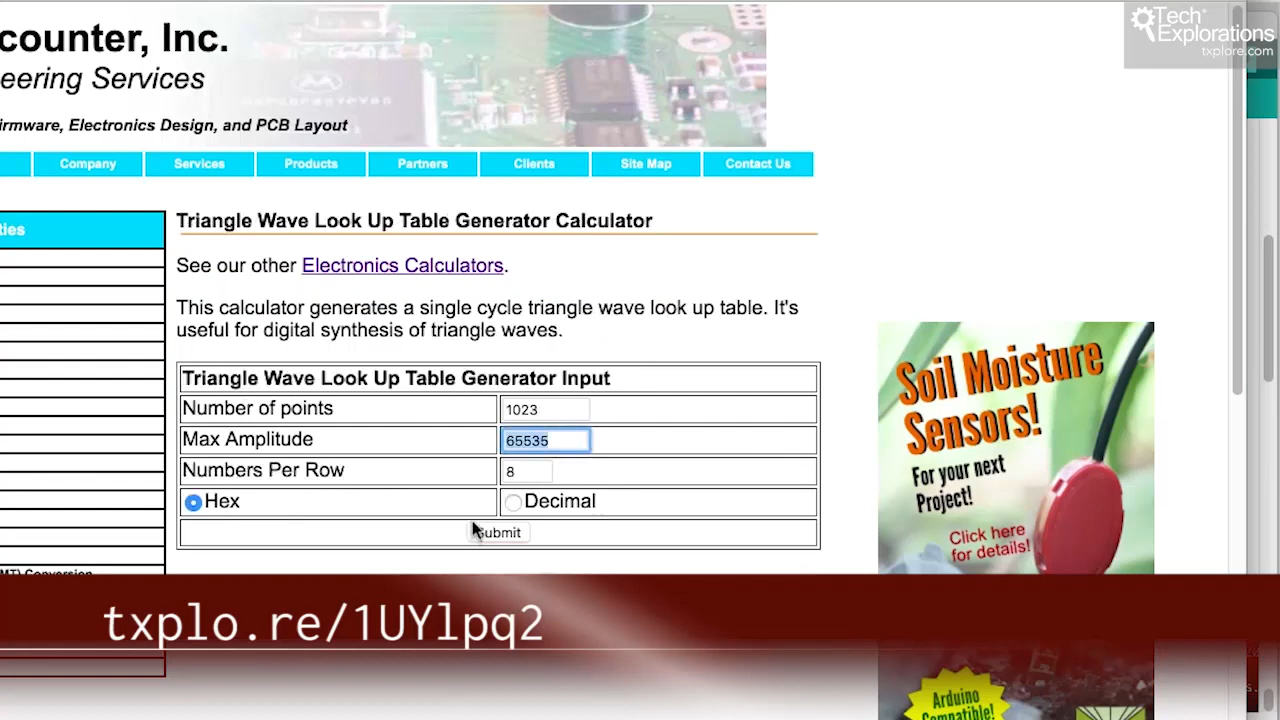 counter, Inc.
eering Services
irmware, Electronics Design, and PCB Layout
Tech
Explorations
txplore.com
Company Services Products Partners Clients Site Map Contact Us
ties
Triangle Wave Look Up Table Generator Calculator
See our other Electronics Calculators.
This calculator generates a single cycle triangle wave look up table. It's
useful for digital synthesis of triangle waves.
Triangle Wave Look Up Table Generator Input
Number of points 1023
Max Amplitude 65535
Numbers Per Row 8
Hex Decimal
Submit
Soil Moisture
Sensors!
For your next
Project!
Click here
for details!
MT) Conversion
txplo.re/1UYlpq2
Arduino
Compatible!